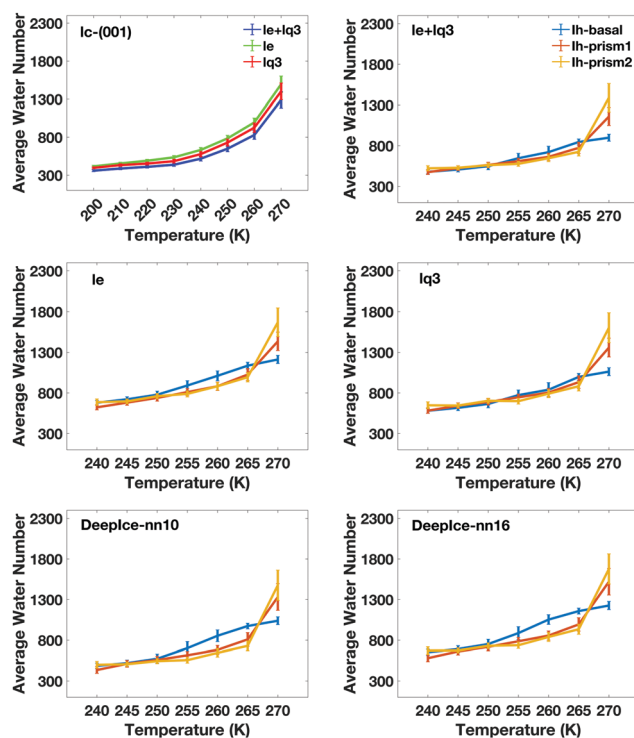 Ic-(001)
Ie+Iq3
Ie
Iq3
Average Water Number
2300
1800
1300
800
300
200 210 220 230 240 250 260 270
Temperature (K)
Ie+Iq3
Ih-basal
Ih-prism1
Ih-prism2
Average Water Number
2300
1800
1300
800
300
240 245 250 255 260 265 270
Temperature (K)
Ie
Average Water Number
2300
1800
1300
800
300
240 245 250 255 260 265 270
Temperature (K)
Iq3
Average Water Number
2300
1800
1300
800
300
240 245 250 255 260 265 270
Temperature (K)
DeepIce-nn10
Average Water Number
2300
1800
1300
800
300
240 245 250 255 260 265 270
Temperature (K)
DeepIce-nn16
Average Water Number
2300
1800
1300
800
300
240 245 250 255 260 265 270
Temperature (K)